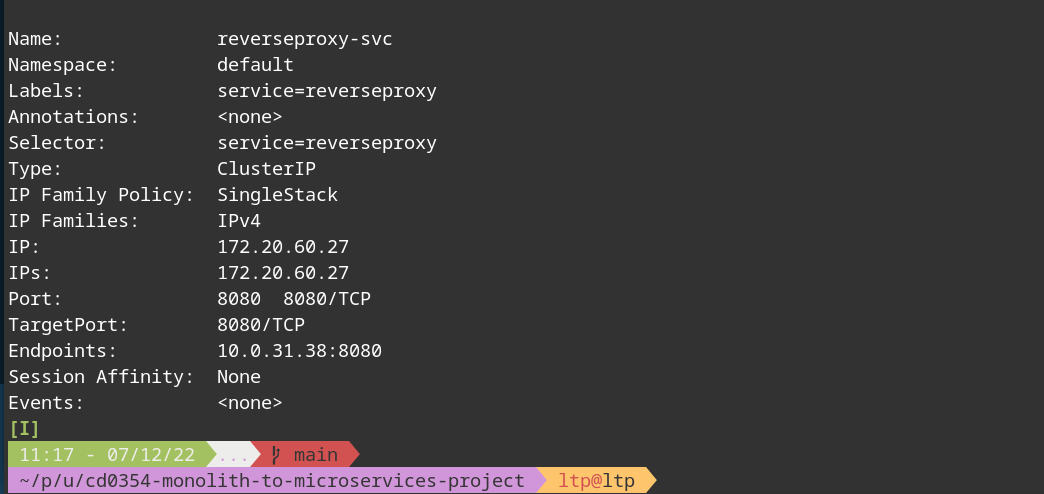 Name: reverseproxy-svc
Namespace: default
Labels: service=reverseproxy
Annotations: <none>
Selector: service=reverseproxy
Type: ClusterIP
IP Family Policy: SingleStack
IP Families: IPv4
IP: 172.20.60.27
IPs: 172.20.60.27
Port: 8080 8080/TCP
TargetPort: 8080/TCP
Endpoints: 10.0.31.38:8080
Session Affinity: None
Events: <none>
[I]
11:17 - 07/12/22 ... main
~/p/u/cd0354-monolith-to-microservices-project ltp@ltp